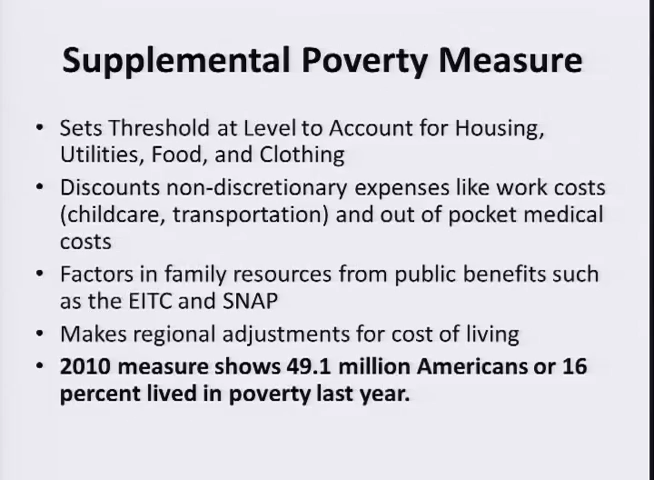 Supplemental Poverty Measure
• Sets Threshold at Level to Account for Housing,
Utilities, Food, and Clothing
• Discounts non-discretionary expenses like work costs
(childcare, transportation) and out of pocket medical
costs
• Factors in family resources from public benefits such
as the EITC and SNAP
• Makes regional adjustments for cost of living
• 2010 measure shows 49.1 million Americans or 16
percent lived in poverty last year.